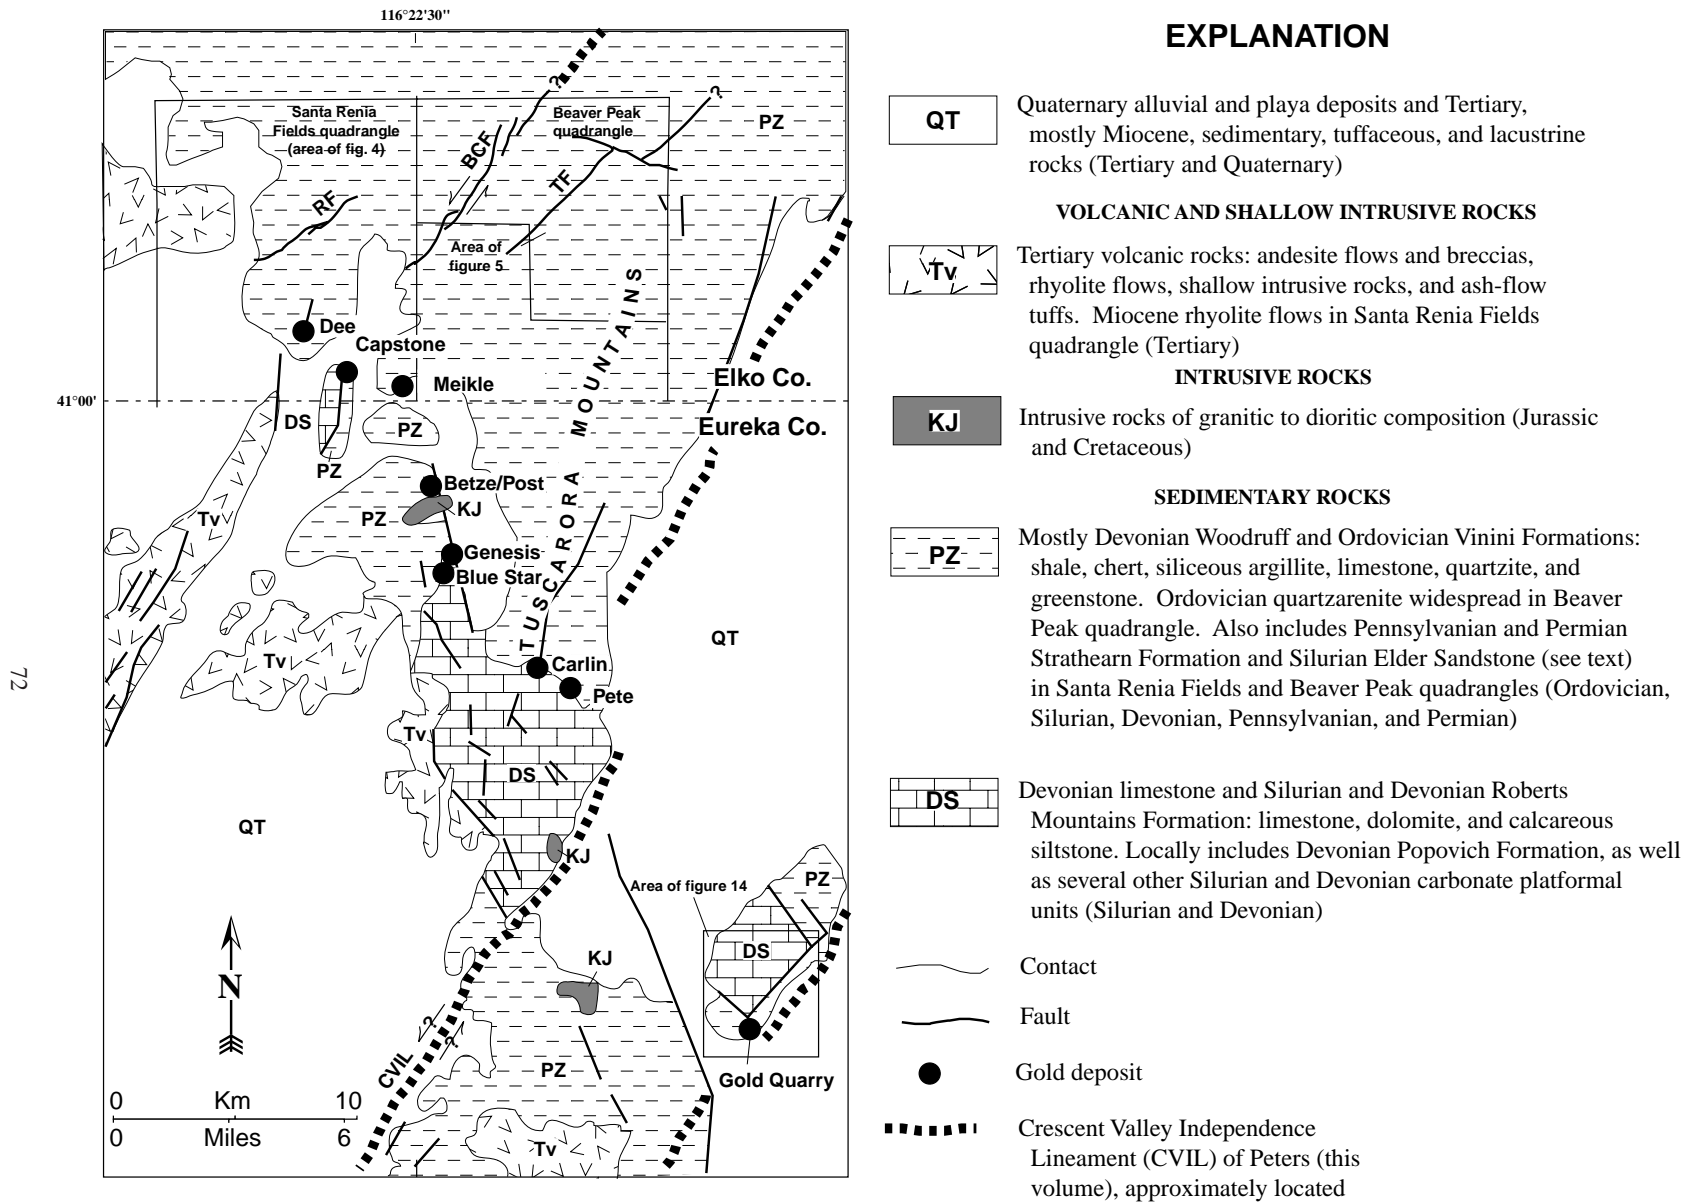 116°22'30"
Santa Renia
Fields quadrangle
(area of fig. 4)
Beaver Peak
quadrangle
?
?
PZ
BCF
TF
RF
Area of
figure 5
TUSCARORA MOUNTAINS
Dee
Capstone
Meikle
Elko Co.
41°00'
Eureka Co.
DS
PZ
PZ
Betze/Post
KJ
PZ
Tv
Genesis
Blue Star
QT
Tv
Carlin
Pete
Tv
DS
QT
KJ
Area of figure 14
PZ
DS
KJ
N
?
?
CVIL
PZ
Gold Quarry
Tv
0 Km 10
0 Miles 6
72
EXPLANATION
QT
Quaternary alluvial and playa deposits and Tertiary,
mostly Miocene, sedimentary, tuffaceous, and lacustrine
rocks (Tertiary and Quaternary)
VOLCANIC AND SHALLOW INTRUSIVE ROCKS
Tv
Tertiary volcanic rocks: andesite flows and breccias,
rhyolite flows, shallow intrusive rocks, and ash-flow
tuffs. Miocene rhyolite flows in Santa Renia Fields
quadrangle (Tertiary)
INTRUSIVE ROCKS
KJ
Intrusive rocks of granitic to dioritic composition (Jurassic
and Cretaceous)
SEDIMENTARY ROCKS
PZ
Mostly Devonian Woodruff and Ordovician Vinini Formations:
shale, chert, siliceous argillite, limestone, quartzite, and
greenstone. Ordovician quartzarenite widespread in Beaver
Peak quadrangle. Also includes Pennsylvanian and Permian
Strathearn Formation and Silurian Elder Sandstone (see text)
in Santa Renia Fields and Beaver Peak quadrangles (Ordovician,
Silurian, Devonian, Pennsylvanian, and Permian)
DS
Devonian limestone and Silurian and Devonian Roberts
Mountains Formation: limestone, dolomite, and calcareous
siltstone. Locally includes Devonian Popovich Formation, as well
as several other Silurian and Devonian carbonate platformal
units (Silurian and Devonian)
Contact
Fault
Gold deposit
Crescent Valley Independence
Lineament (CVIL) of Peters (this
volume), approximately located